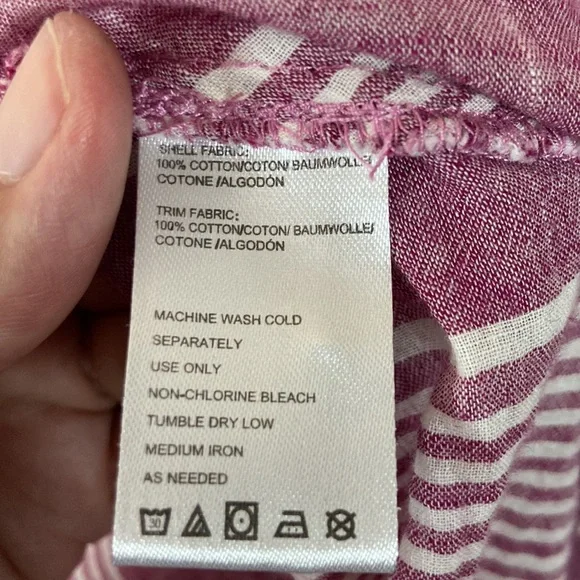 SHELL FABRIC:
100% COTTON/COTON/ BAUMWOLLE/
COTONE /ALGODÓN
TRIM FABRIC:
100% COTTON/COTON/ BAUMWOLLE/
COTONE /ALGODÓN
MACHINE WASH COLD
SEPARATELY
USE ONLY
NON-CHLORINE BLEACH
TUMBLE DRY LOW
MEDIUM IRON
AS NEEDED
30